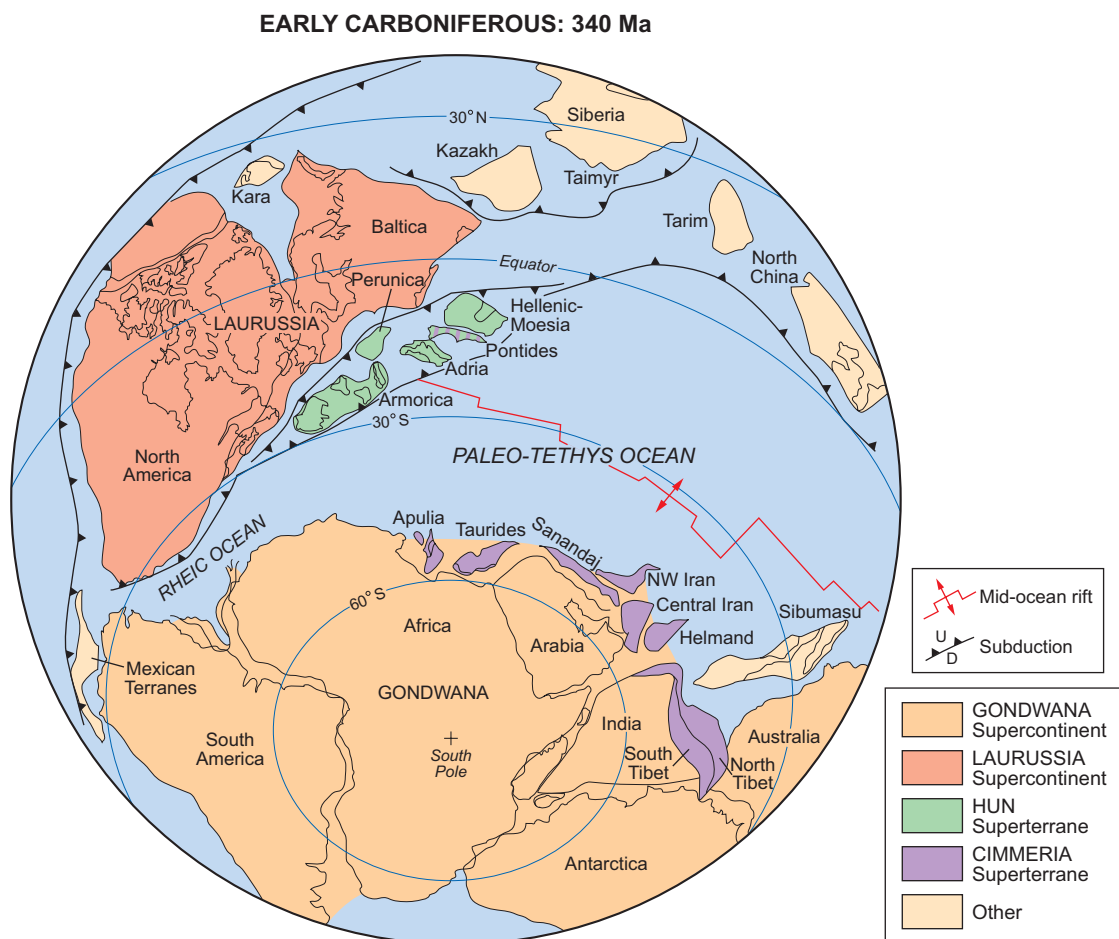 EARLY CARBONIFEROUS: 340 Ma
30°N
Siberia
Kazakh
Taimyr
Kara
Tarim
Baltica
North
China
Equator
Perunica
Hellenic-
Moesia
LAURUSSIA
Pontides
Adria
Armorica
30°S
North
America
PALEO-TETHYS OCEAN
Apulia
Taurides
Sanandaj
RHEIC OCEAN
NW Iran
60°S
Central Iran
Sibumasu
Africa
Arabia
Helmand
Mexican
Terranes
GONDWANA
South
America
India
South
Tibet
North
Tibet
Australia
South
Pole
Antarctica
Mid-ocean rift
U
D
Subduction
GONDWANA
Supercontinent
LAURUSSIA
Supercontinent
HUN
Superterrane
CIMMERIA
Superterrane
Other